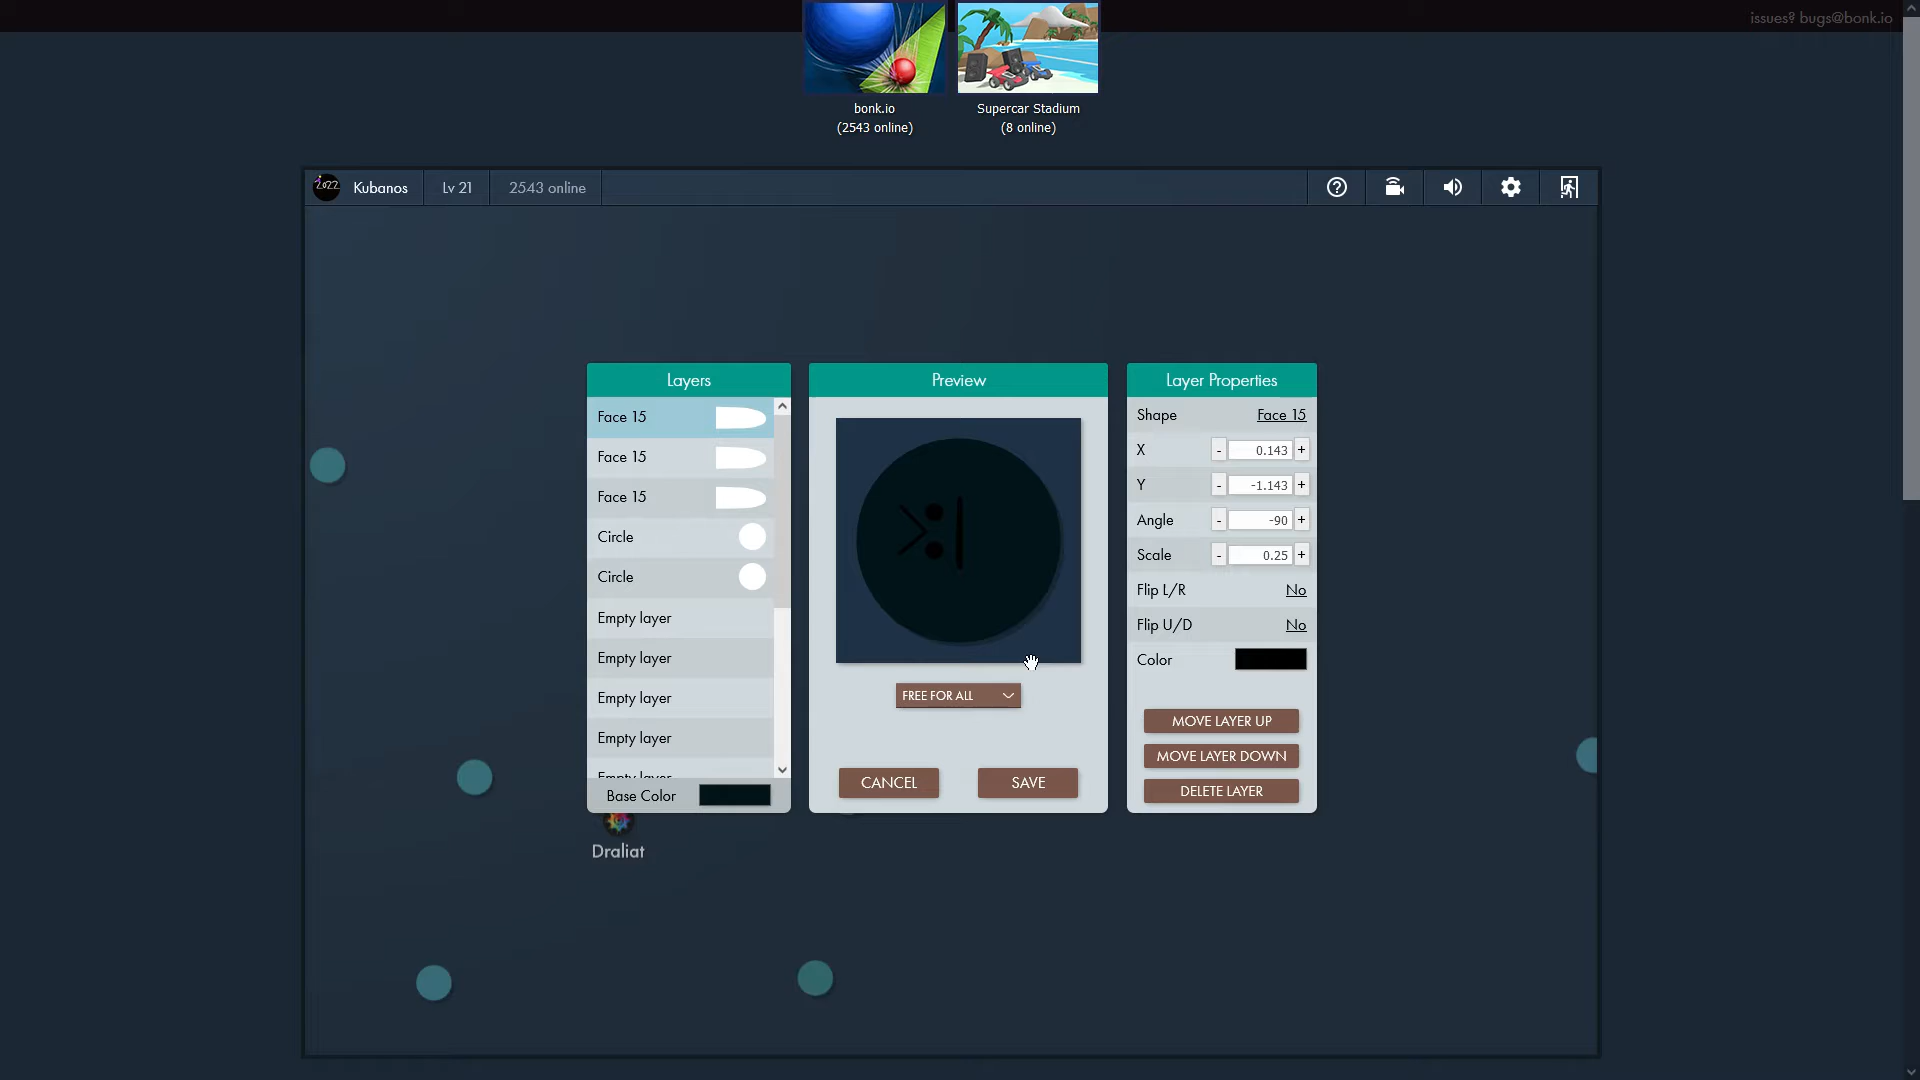 issues? bugs@bonk.io
bonk.io
(2543 online)
Supercar Stadium
(8 online)
2022
Kubanos
Lv 21
2543 online
Layers
Face 15
Face 15
Face 15
Circle
Circle
Empty layer
Empty layer
Empty layer
Empty layer
Empty layer
Base Color
Preview
FREE FOR ALL
CANCEL
SAVE
Layer Properties
Shape Face 15
X - 0.143 +
Y - -1.143 +
Angle - -90 +
Scale - 0.25 +
Flip L/R No
Flip U/D No
Color
MOVE LAYER UP
MOVE LAYER DOWN
DELETE LAYER
Draliat